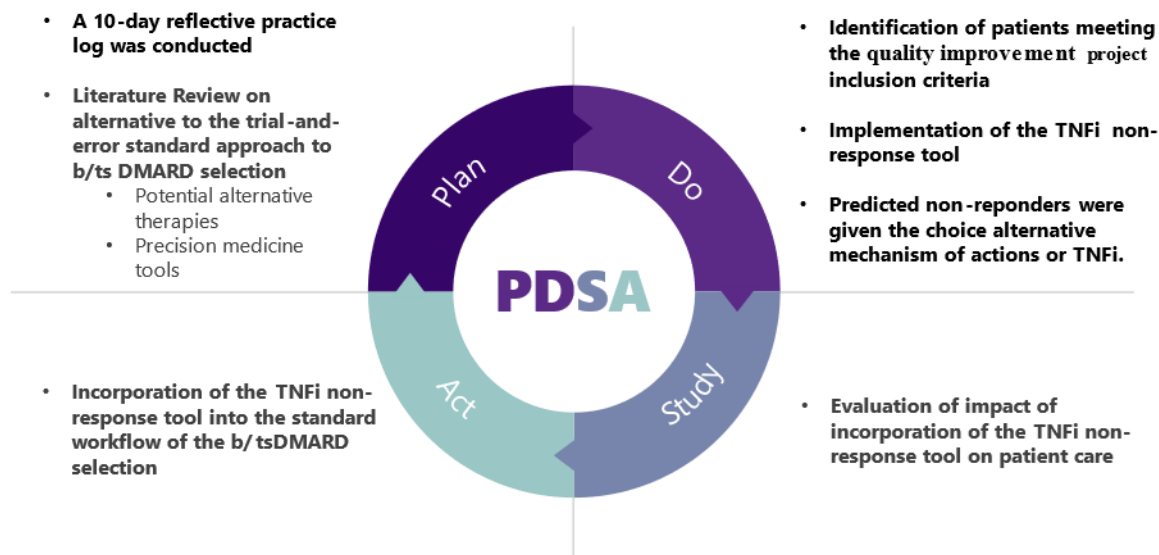 • A 10-day reflective practice
log was conducted
• Literature Review on
alternative to the trial-and-
error standard approach to
b/ts DMARD selection
• Potential alternative
therapies
• Precision medicine
tools
• Identification of patients meeting
the quality improvement project
inclusion criteria
• Implementation of the TNFi non-
response tool
• Predicted non-reponders were
given the choice alternative
mechanism of actions or TNFi.
Plan
Do
PDSA
Act
Study
• Incorporation of the TNFi non-
response tool into the standard
workflow of the b/tsDMARD
selection
• Evaluation of impact of
incorporation of the TNFi non-
response tool on patient care